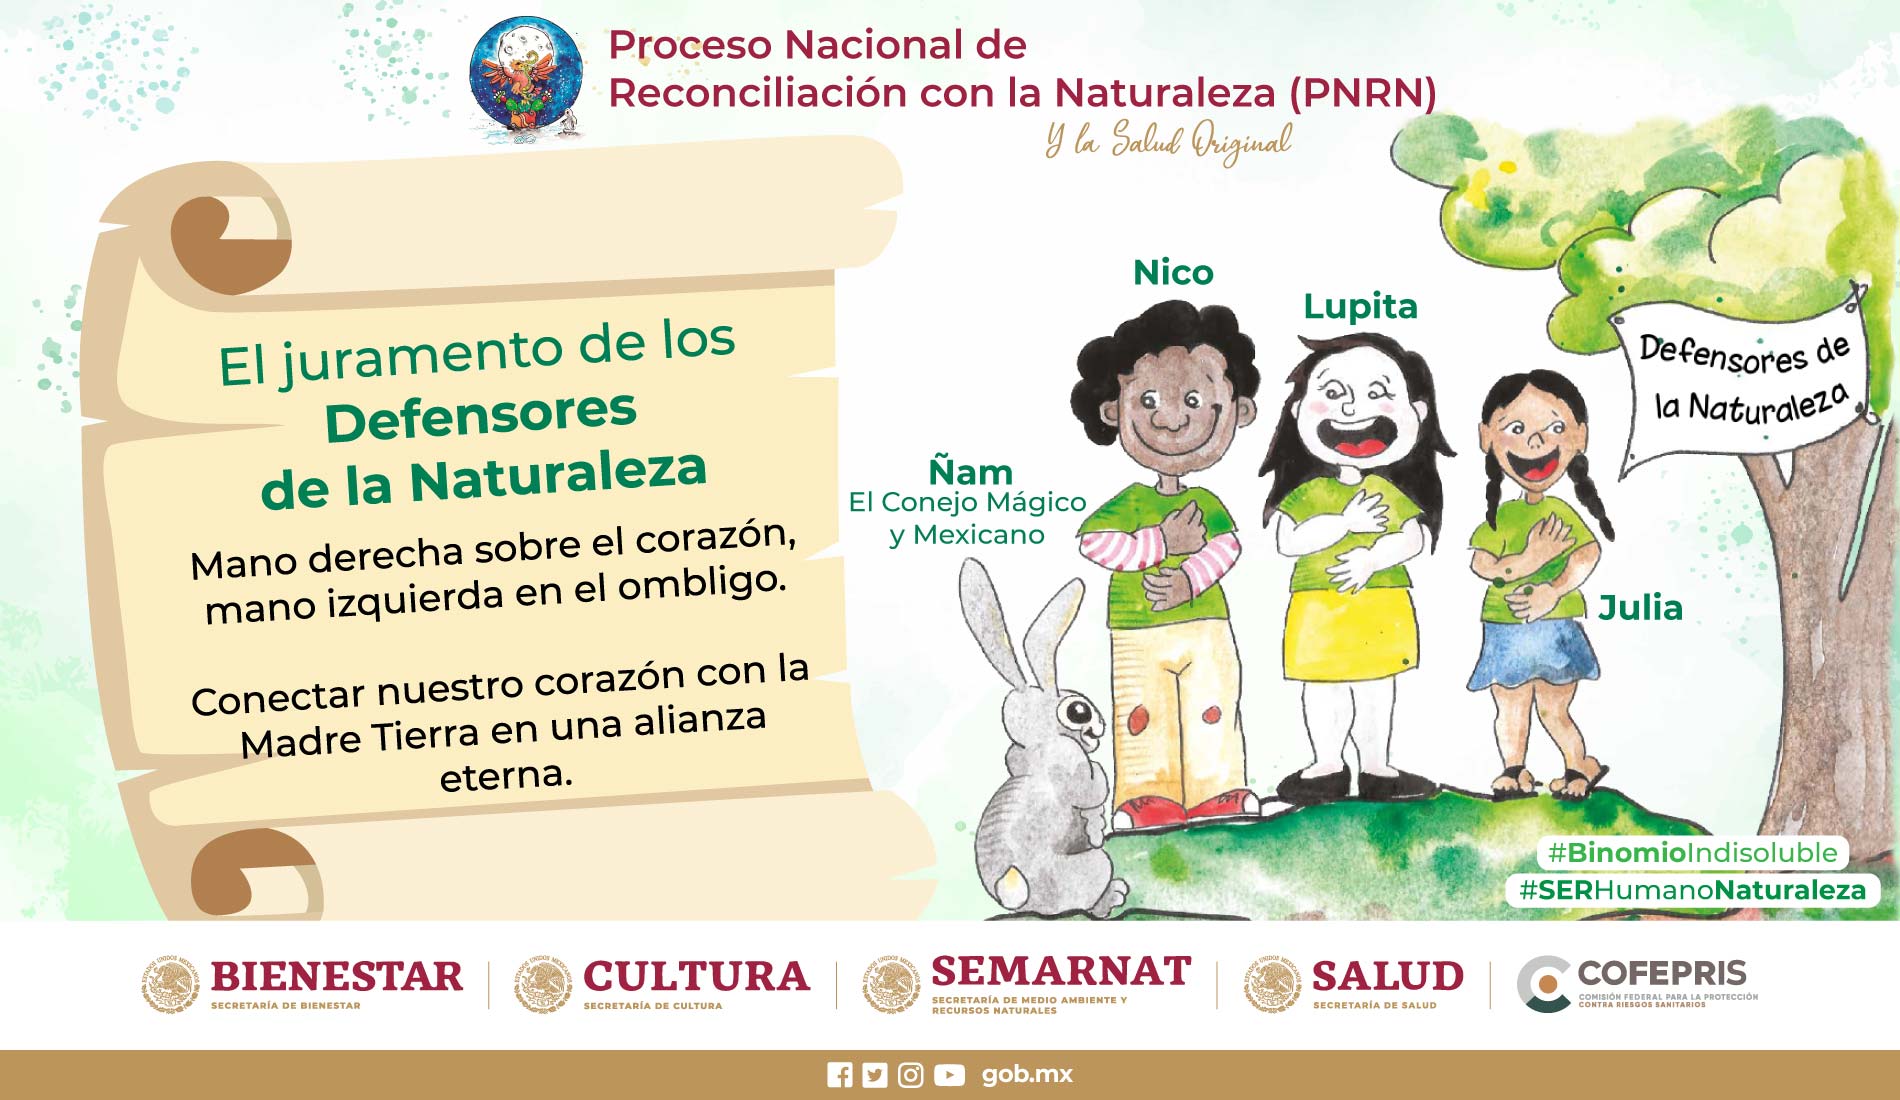 Proceso Nacional de
Reconciliación con la Naturaleza (PNRN)
Y la Salud Original
El juramento de los
Defensores
de la Naturaleza
Mano derecha sobre el corazón,
mano izquierda en el ombligo.
Conectar nuestro corazón con la
Madre Tierra en una alianza
eterna.
Nico
Lupita
Ñam
El Conejo Mágico
y Mexicano
Julia
Defensores de
la Naturaleza
#BinomioIndisoluble
#SERHumanoNaturaleza
BIENESTAR
SECRETARÍA DE BIENESTAR
CULTURA
SECRETARÍA DE CULTURA
SEMARNAT
SECRETARÍA DE MEDIO AMBIENTE Y
RECURSOS NATURALES
SALUD
SECRETARÍA DE SALUD
COFEPRIS
COMISIÓN FEDERAL PARA LA PROTECCIÓN
CONTRA RIESGOS SANITARIOS
gob.mx